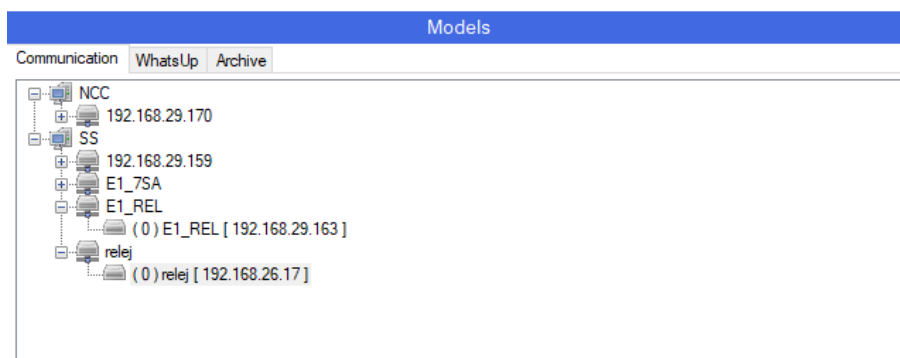 Models
Communication WhatsUp Archive
NCC
192.168.29.170
SS
192.168.29.159
E1_7SA
E1_REL
( 0 ) E1_REL [ 192.168.29.163 ]
relej
( 0 ) relej [ 192.168.26.17 ]